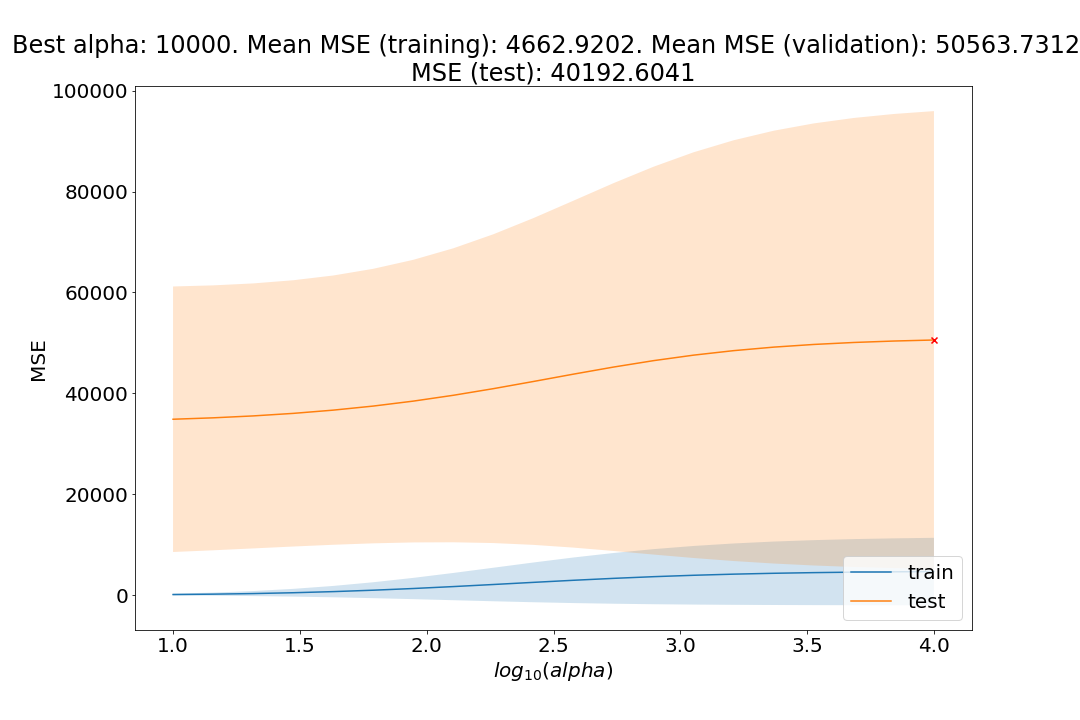 Best alpha: 10000. Mean MSE (training): 4662.9202. Mean MSE (validation): 50563.7312
MSE (test): 40192.6041
100000
80000
60000
40000
20000
0
MSE
train
test
1.0 1.5 2.0 2.5 3.0 3.5 4.0
log₁₀(alpha)